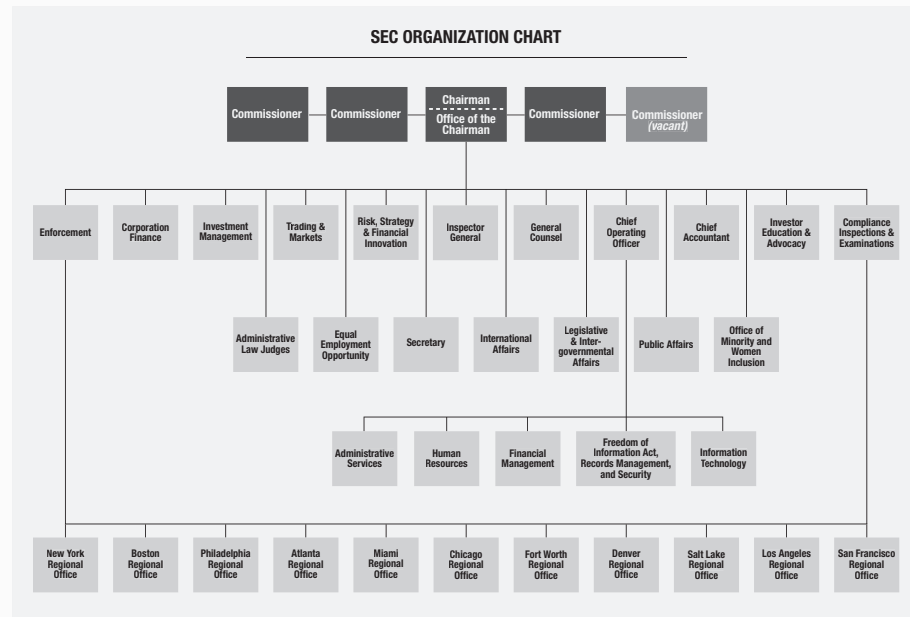 SEC ORGANIZATION CHART
Commissioner
Commissioner
Chairman
Office of the
Chairman
Commissioner
Commissioner
(vacant)
Enforcement
Corporation
Finance
Investment
Management
Trading &
Markets
Risk, Strategy
& Financial
Innovation
Inspector
General
General
Counsel
Chief
Operating
Officer
Chief
Accountant
Investor
Education &
Advocacy
Compliance
Inspections &
Examinations
Administrative
Law Judges
Equal
Employment
Opportunity
Secretary
International
Affairs
Legislative
& Inter-
governmental
Affairs
Public Affairs
Office of
Minority and
Women
Inclusion
Administrative
Services
Human
Resources
Financial
Management
Freedom of
Information Act,
Records Management,
and Security
Information
Technology
New York
Regional
Office
Boston
Regional
Office
Philadelphia
Regional
Office
Atlanta
Regional
Office
Miami
Regional
Office
Chicago
Regional
Office
Fort Worth
Regional
Office
Denver
Regional
Office
Salt Lake
Regional
Office
Los Angeles
Regional
Office
San Francisco
Regional
Office